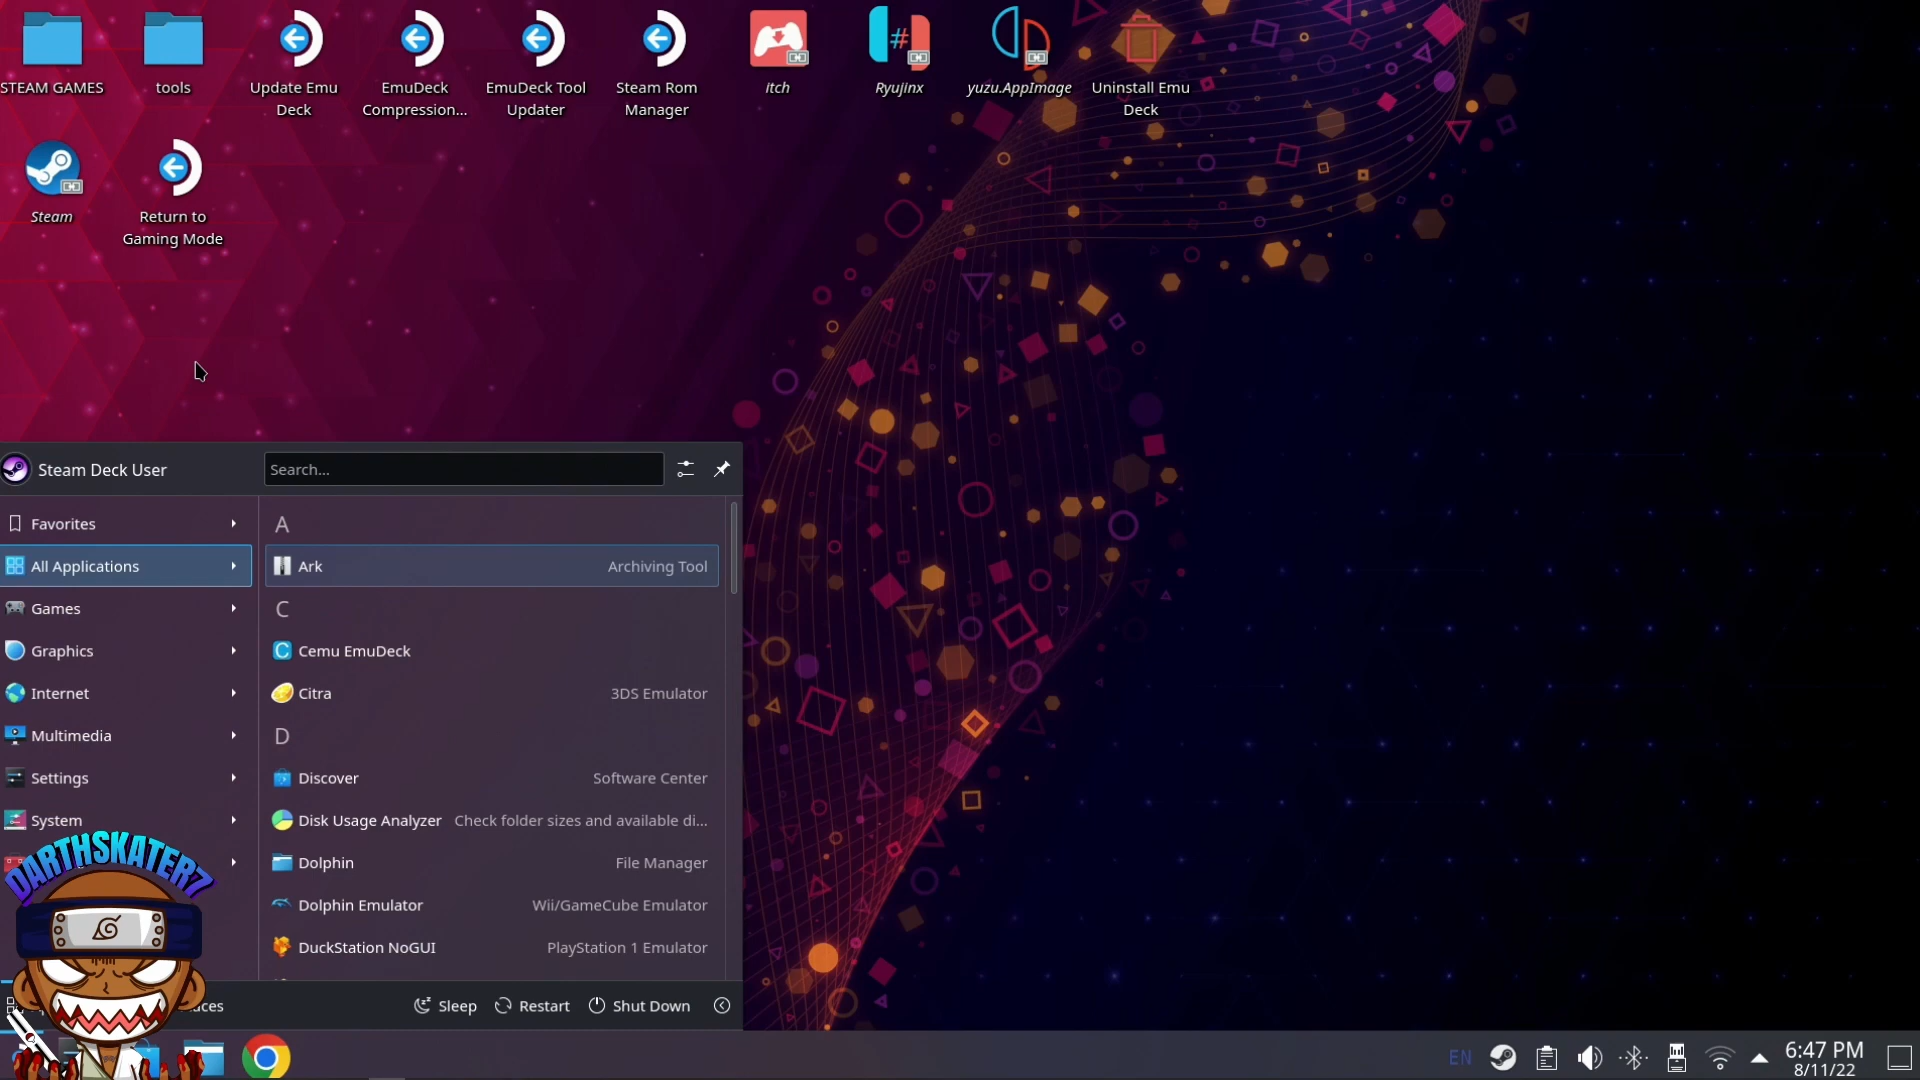 STEAM GAMES
tools
Update Emu
Deck
EmuDeck
Compression...
EmuDeck Tool
Updater
Steam Rom
Manager
itch
Ryujinx
yuzu.AppImage
Uninstall Emu
Deck
Steam
Return to
Gaming Mode
Steam Deck User
Search...
Favorites
All Applications
Games
Graphics
Internet
Multimedia
Settings
System
A
Ark Archiving Tool
C
Cemu EmuDeck
Citra 3DS Emulator
D
Discover Software Center
Disk Usage Analyzer Check folder sizes and available di...
Dolphin File Manager
Dolphin Emulator Wii/GameCube Emulator
DuckStation NoGUI PlayStation 1 Emulator
DARTHSKATER7
Sleep Restart Shut Down
EN
6:47 PM
8/11/22